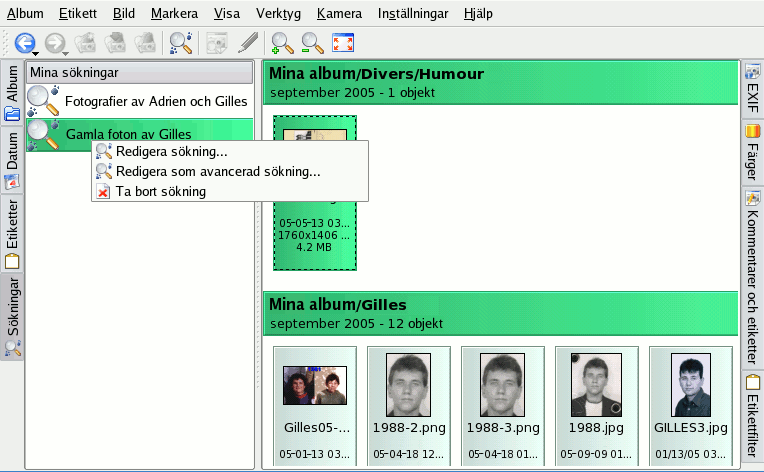 Album Etikett Bild Markera Visa Verktyg Kamera Inställningar Hjälp
Album
Datum
Etiketter
Sökningar
Mina sökningar
Fotografier av Adrien och Gilles
Gamla foton av Gilles
Redigera sökning...
Redigera som avancerad sökning...
Ta bort sökning
Mina album/Divers/Humour
september 2005 - 1 objekt
05-05-13 03...
1760x1406 ...
4.2 MB
Mina album/Gilles
september 2005 - 12 objekt
Gilles05-... 1988-2.png 1988-3.png 1988.jpg GILLES3.jpg
05-01-13 03... 05-04-18 12... 05-04-18 01... 05-09-09 01... 01/13/05 03...
EXIF
Färger
Kommentarer och etiketter
Etikettfilter